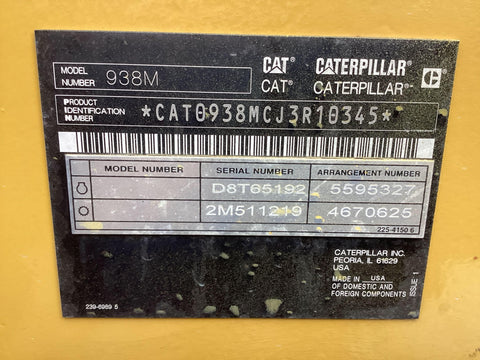 MODEL NUMBER 938M
CAT CATERPILLAR
CAT® CATERPILLAR®
PRODUCT IDENTIFICATION NUMBER *CAT0938MCJ3R10345*
MODEL NUMBER SERIAL NUMBER ARRANGEMENT NUMBER
D8T65192 5595327
2M511219 4670625
225-4150 6
CATERPILLAR INC.
PEORIA, IL 61629
USA
MADE IN USA
OF DOMESTIC AND
FOREIGN COMPONENTS
ISSUE 1
239-6969 5